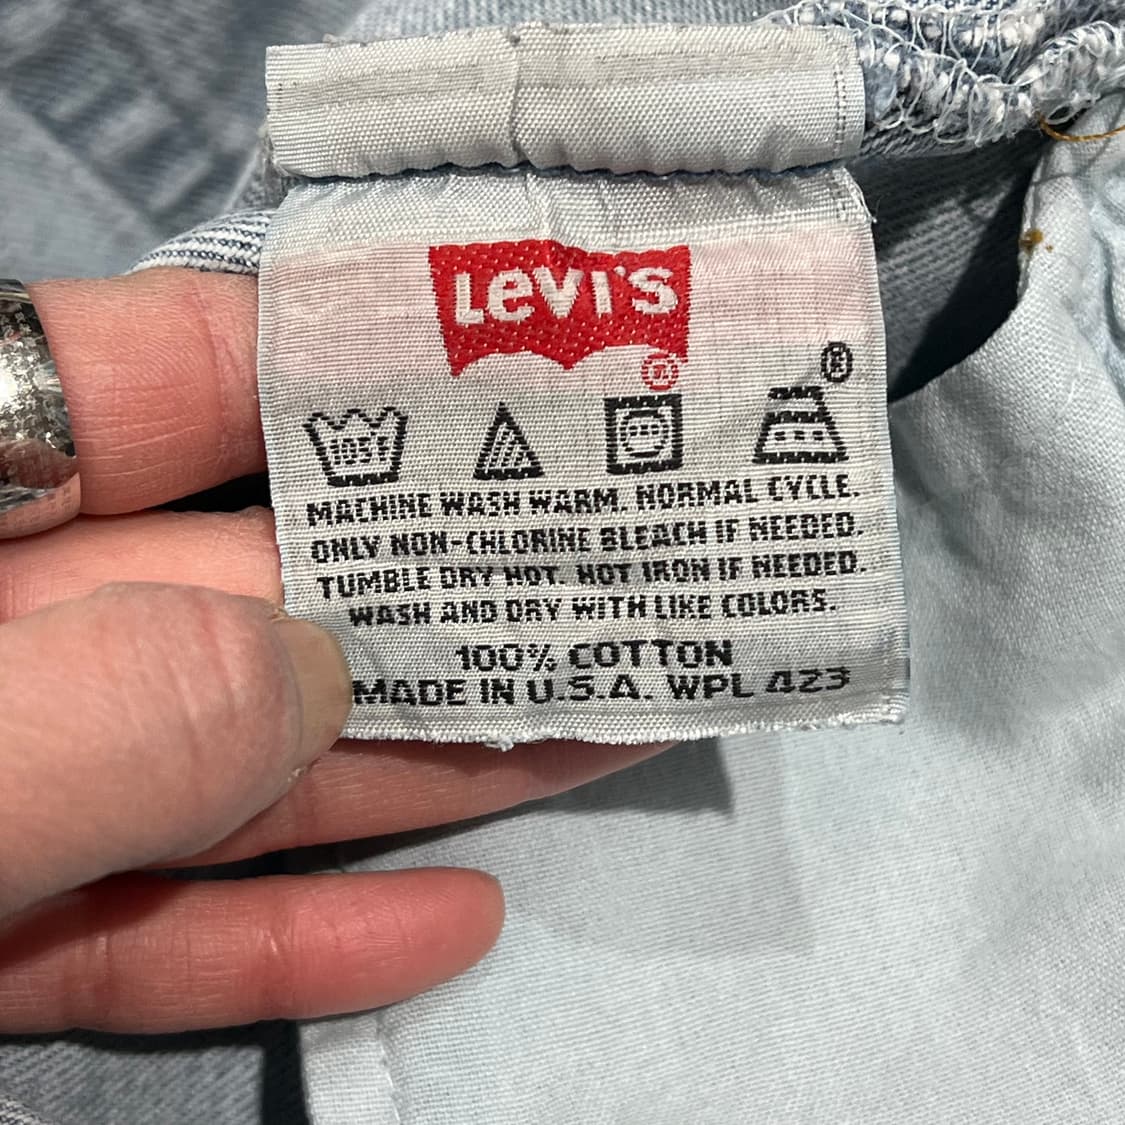 LEVI'S
®
®
105F
MACHINE WASH WARM. NORMAL CYCLE.
ONLY NON-CHLORINE BLEACH IF NEEDED.
TUMBLE DRY HOT. HOT IRON IF NEEDED.
WASH AND DRY WITH LIKE COLORS.
100% COTTON
MADE IN U.S.A. WPL 423